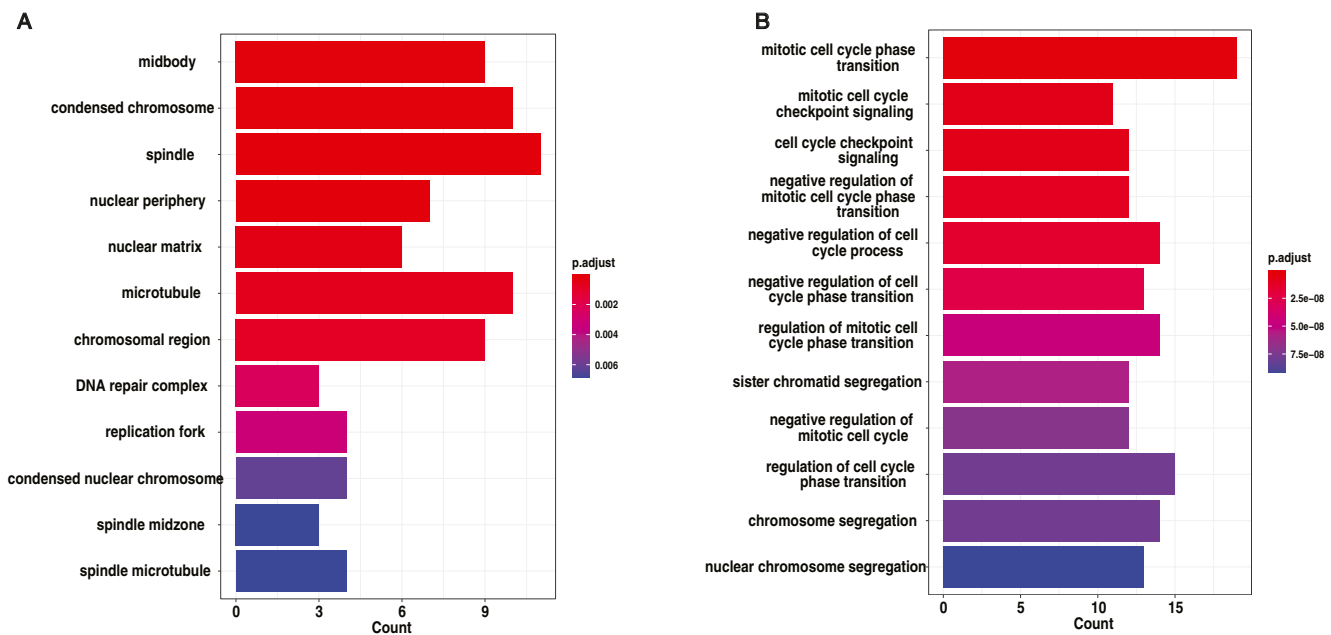 A
midbody
condensed chromosome
spindle
nuclear periphery
nuclear matrix
microtubule
chromosomal region
DNA repair complex
replication fork
condensed nuclear chromosome
spindle midzone
spindle microtubule
0 3 6 9
Count
p.adjust
0.002
0.004
0.006
B
mitotic cell cycle phase
transition
mitotic cell cycle
checkpoint signaling
cell cycle checkpoint
signaling
negative regulation of
mitotic cell cycle phase
transition
negative regulation of cell
cycle process
negative regulation of cell
cycle phase transition
regulation of mitotic cell
cycle phase transition
sister chromatid segregation
negative regulation of
mitotic cell cycle
regulation of cell cycle
phase transition
chromosome segregation
nuclear chromosome segregation
0 5 10 15
Count
p.adjust
2.5e−08
5.0e−08
7.5e−08